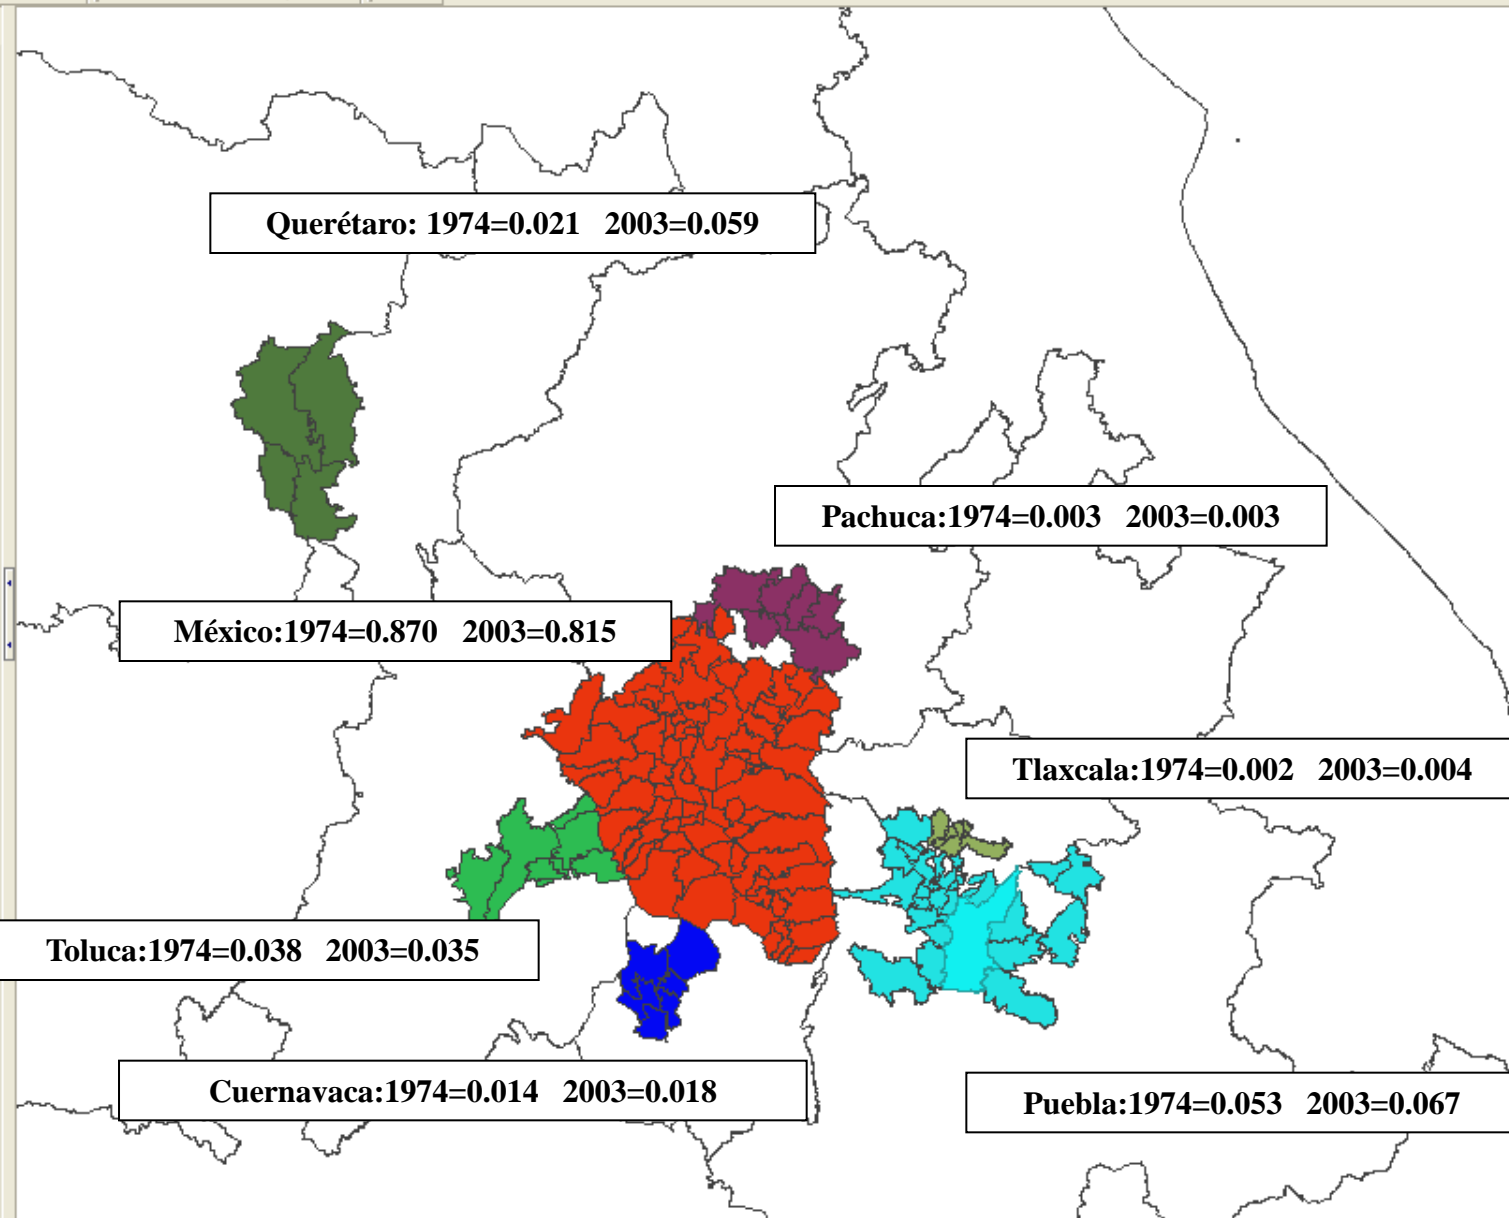 Querétaro: 1974=0.021 2003=0.059
Pachuca:1974=0.003 2003=0.003
México:1974=0.870 2003=0.815
Tlaxcala:1974=0.002 2003=0.004
Toluca:1974=0.038 2003=0.035
Cuernavaca:1974=0.014 2003=0.018
Puebla:1974=0.053 2003=0.067